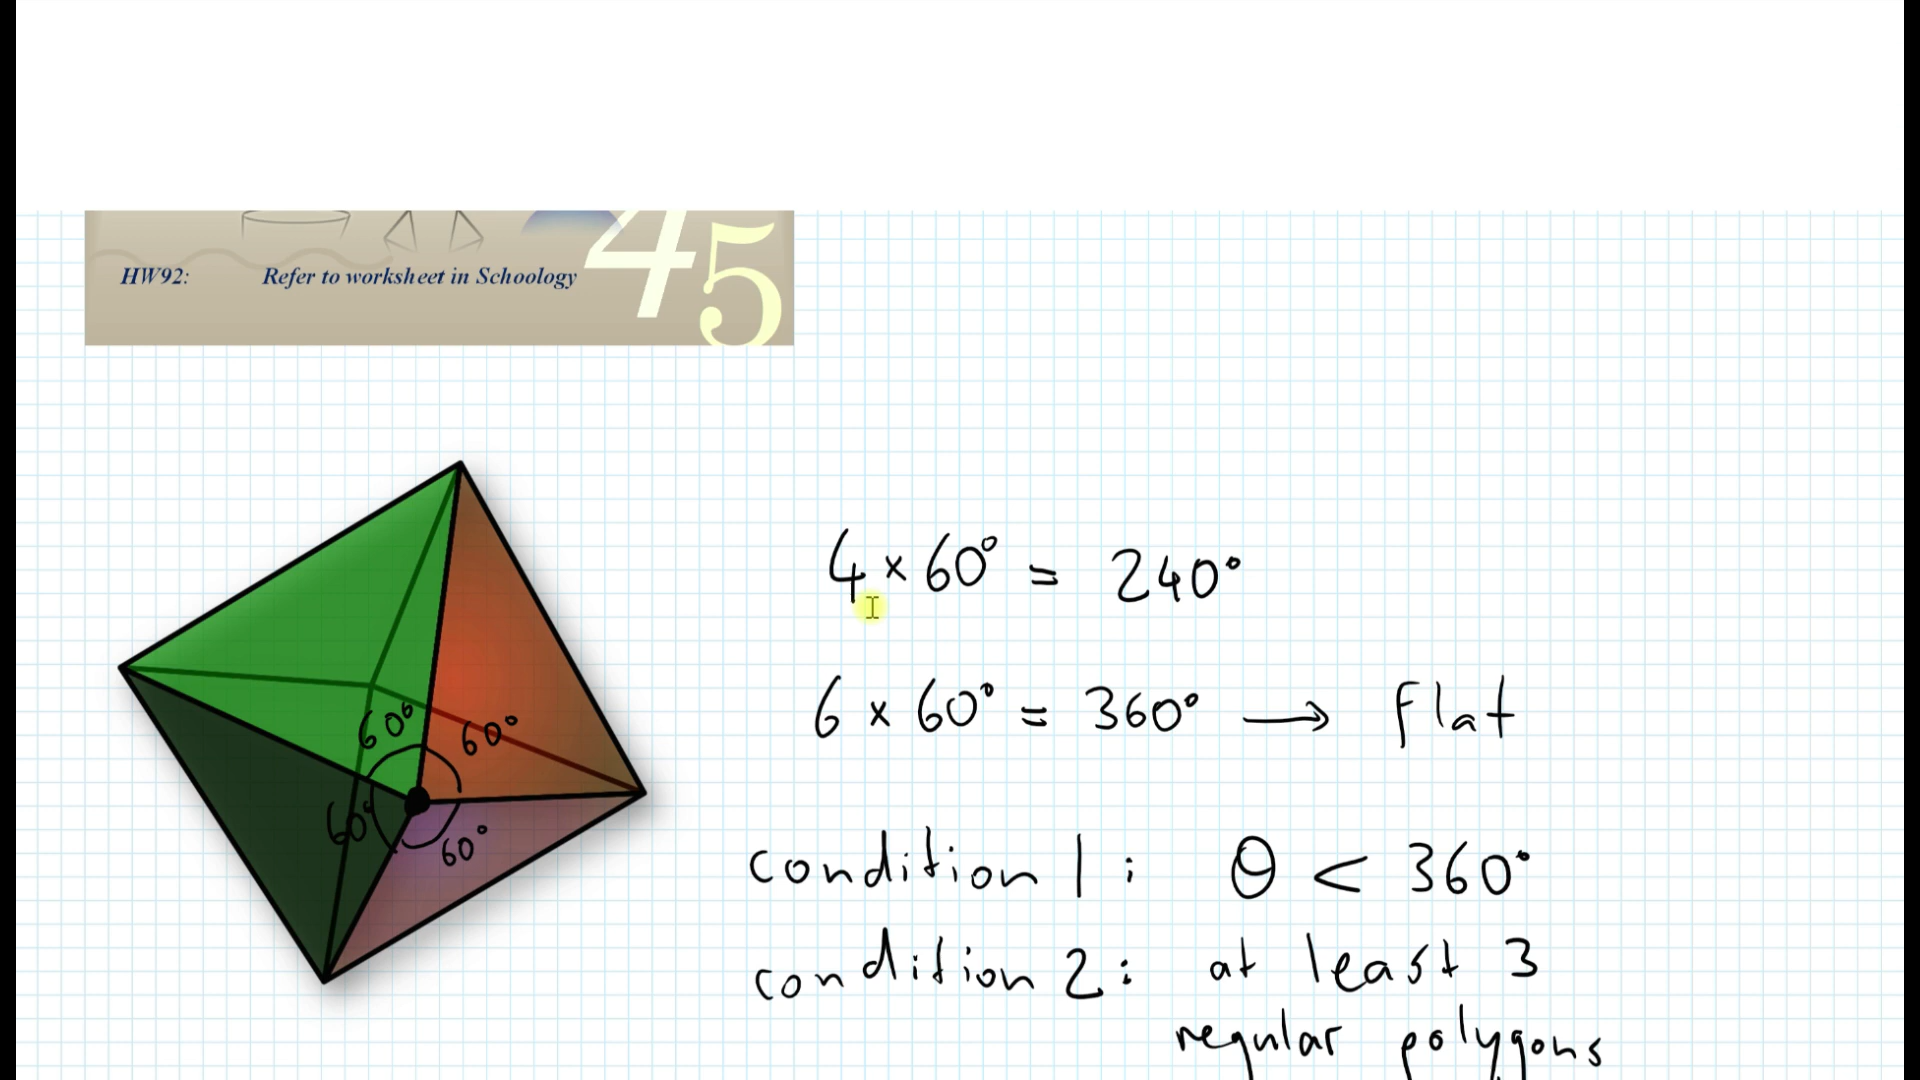 45
HW92: Refer to worksheet in Schoology
4 × 60° = 240°
6 × 60° = 360° → flat
60° 60°
60° 60°
condition 1: θ < 360°
condition 2: at least 3
regular polygons